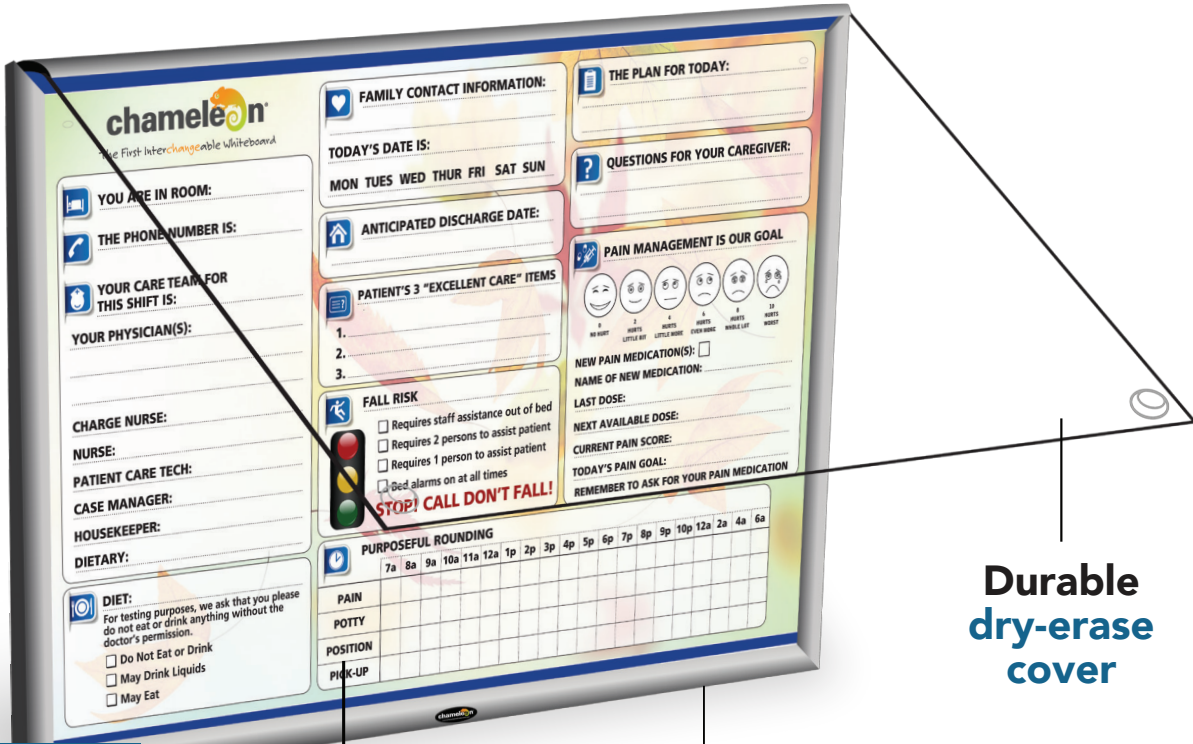 chameleon®
The First Interchangeable Whiteboard
YOU ARE IN ROOM:
THE PHONE NUMBER IS:
YOUR CARE TEAM FOR
THIS SHIFT IS:
YOUR PHYSICIAN(S):
CHARGE NURSE:
NURSE:
PATIENT CARE TECH:
CASE MANAGER:
HOUSEKEEPER:
DIETARY:
DIET:
For testing purposes, we ask that you please
do not eat or drink anything without the
doctor's permission.
Do Not Eat or Drink
May Drink Liquids
May Eat
FAMILY CONTACT INFORMATION:
TODAY'S DATE IS:
MON TUES WED THUR FRI SAT SUN
ANTICIPATED DISCHARGE DATE:
PATIENT'S 3 "EXCELLENT CARE" ITEMS
1.
2.
3.
FALL RISK
Requires staff assistance out of bed
Requires 2 persons to assist patient
Requires 1 person to assist patient
Bed alarms on at all times
STOP! CALL DON'T FALL!
THE PLAN FOR TODAY:
?
QUESTIONS FOR YOUR CAREGIVER:
PAIN MANAGEMENT IS OUR GOAL
0 2 4 6 8 10
NO HURT HURTS LITTLE BIT HURTS LITTLE MORE HURTS EVEN MORE HURTS WHOLE LOT HURTS WORST
NEW PAIN MEDICATION(S):
NAME OF NEW MEDICATION:
LAST DOSE:
NEXT AVAILABLE DOSE:
CURRENT PAIN SCORE:
TODAY'S PAIN GOAL:
REMEMBER TO ASK FOR YOUR PAIN MEDICATION
PURPOSEFUL ROUNDING
7a 8a 9a 10a 11a 12a 1p 2p 3p 4p 5p 6p 7p 8p 9p 10p 12a 2a 4a 6a
PAIN
POTTY
POSITION
PICK-UP
chameleon
Durable
dry-erase
cover